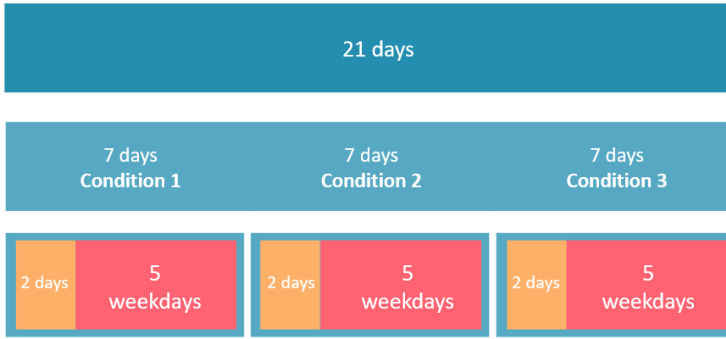 21 days
7 days
Condition 1
7 days
Condition 2
7 days
Condition 3
2 days
5
weekdays
2 days
5
weekdays
2 days
5
weekdays